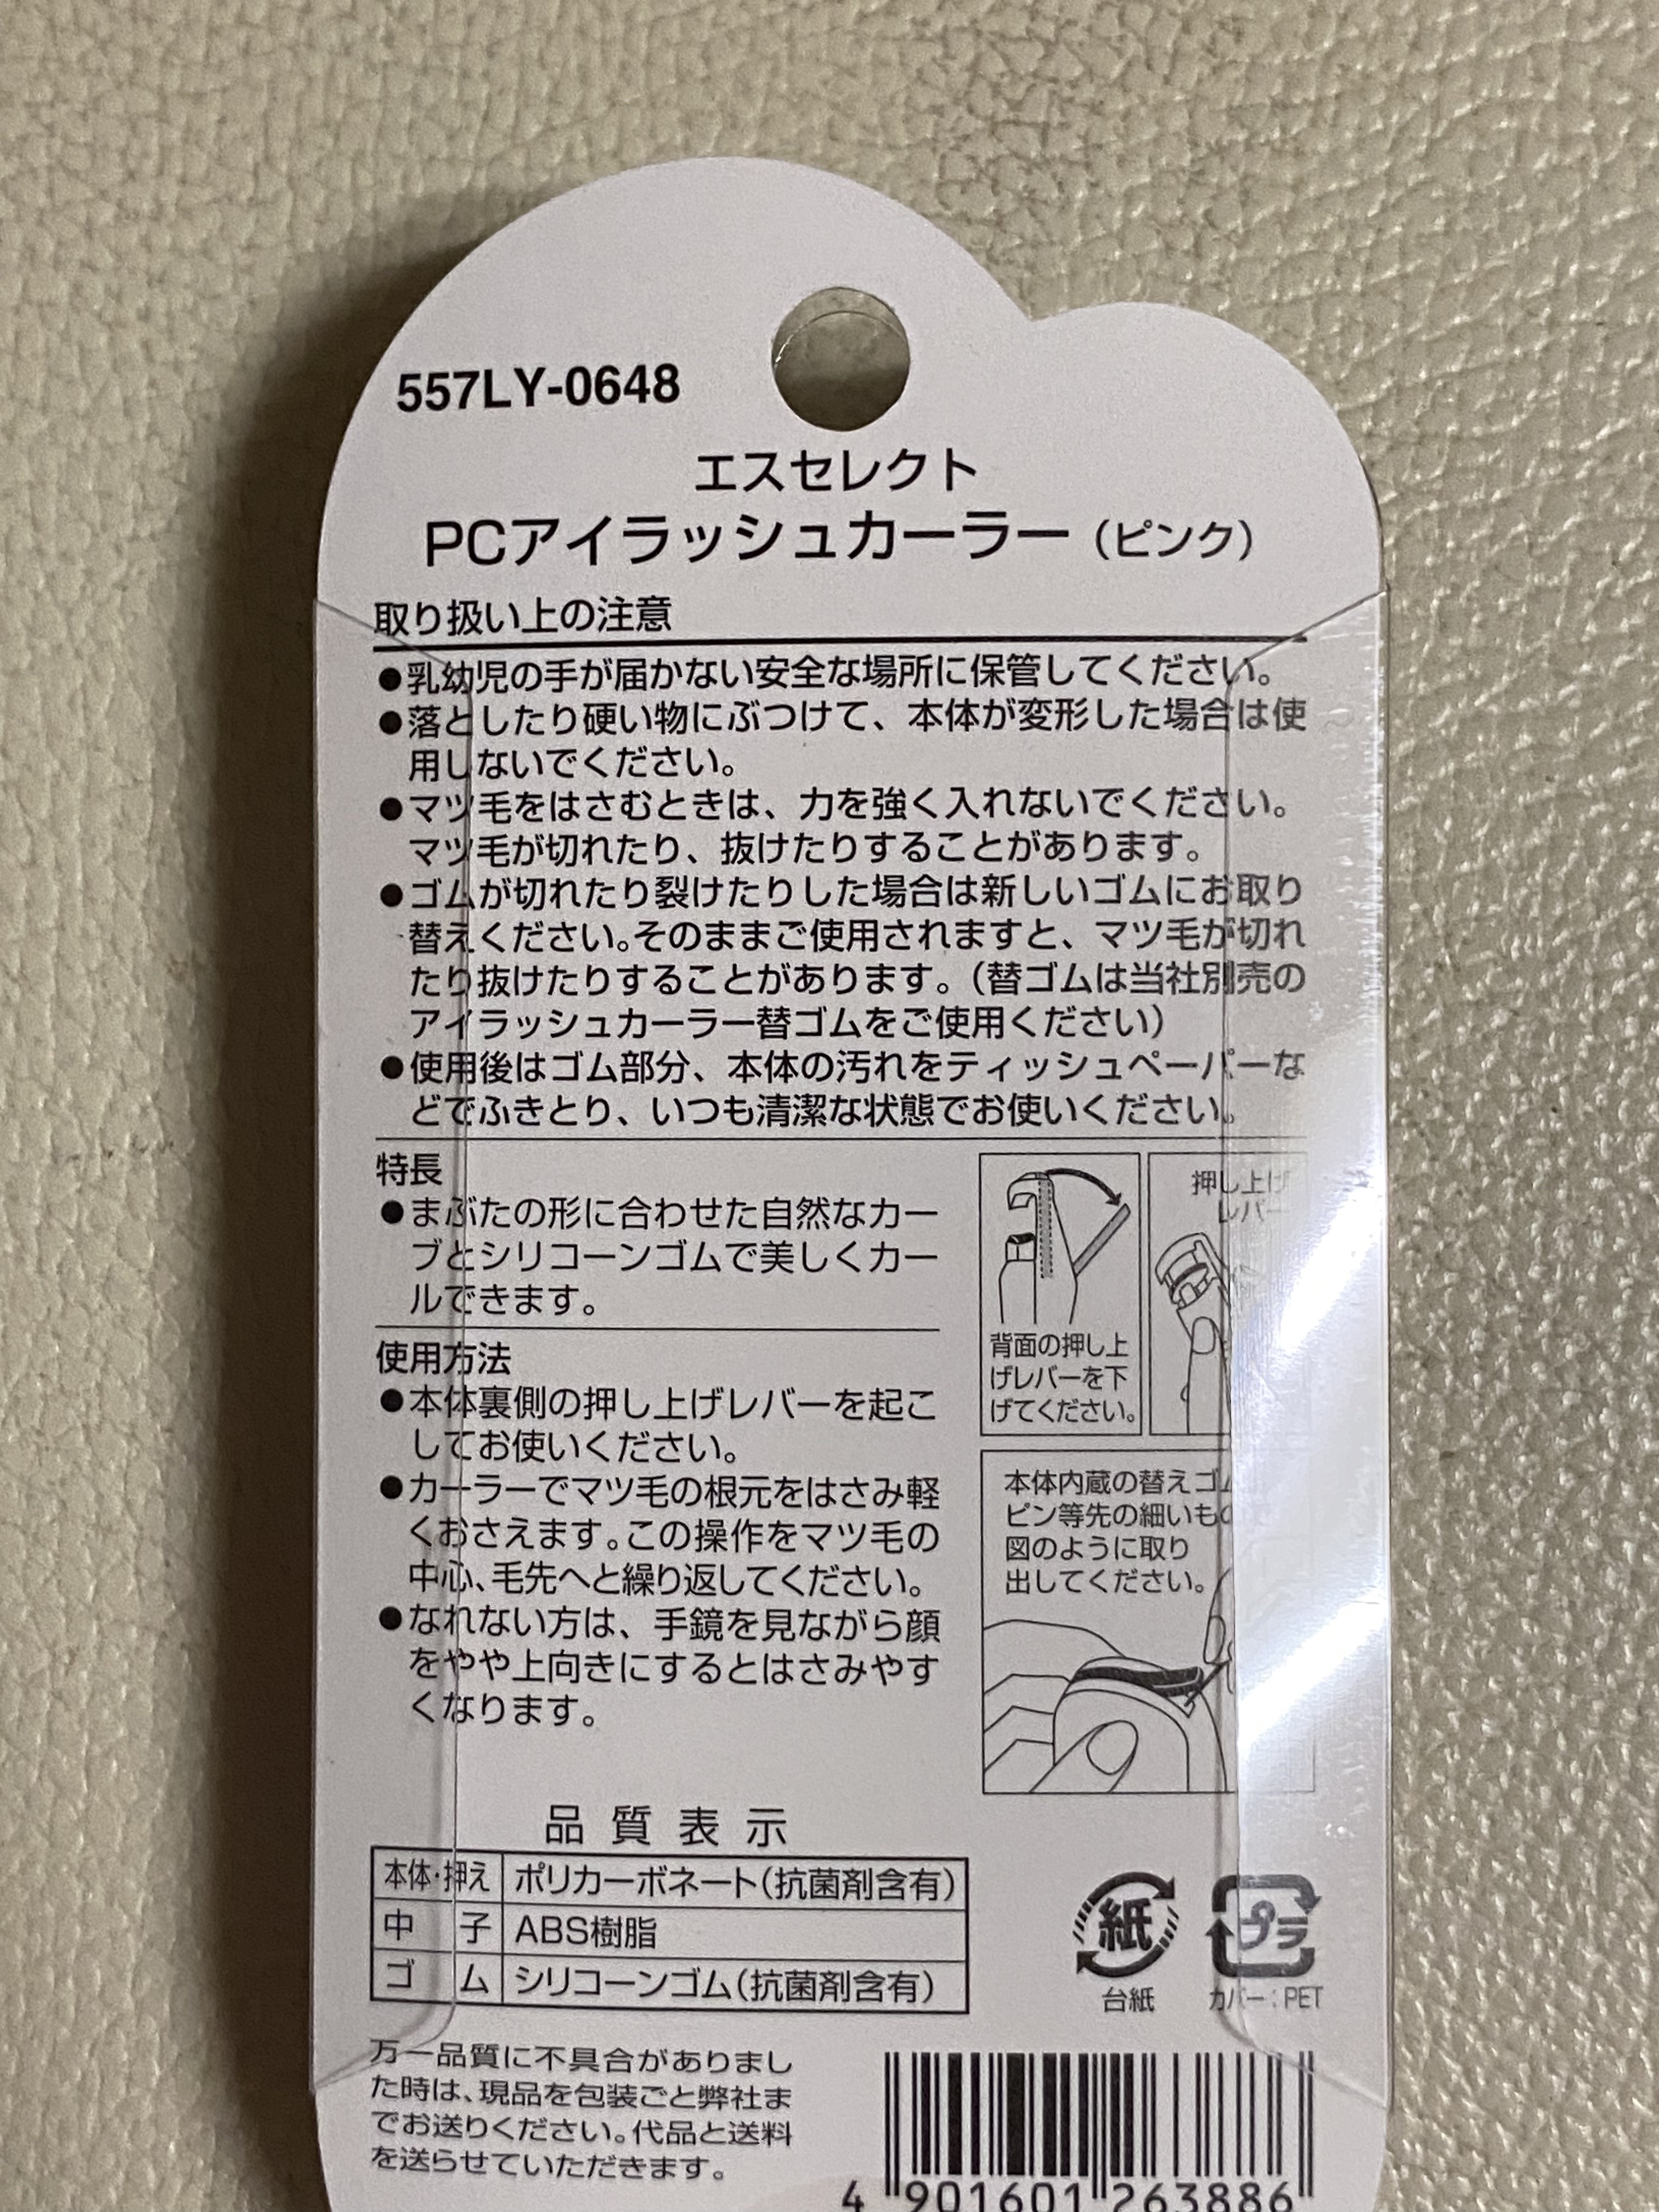 557LY-0648
エスセレクト
PCアイラッシュカーラー（ピンク）
取り扱い上の注意
●乳幼児の手が届かない安全な場所に保管してください。
●落としたり硬い物にぶつけて、本体が変形した場合は使
用しないでください。
●マツ毛をはさむときは、力を強く入れないでください。
マツ毛が切れたり、抜けたりすることがあります。
●ゴムが切れたり裂けたりした場合は新しいゴムにお取り
替えください。そのままご使用されますと、マツ毛が切れ
たり抜けたりすることがあります。（替ゴムは当社別売の
アイラッシュカーラー替ゴムをご使用ください）
●使用後はゴム部分、本体の汚れをティッシュペーパーな
どでふきとり、いつも清潔な状態でお使いください。
特長
●まぶたの形に合わせた自然なカー
ブとシリコーンゴムで美しくカー
ルできます。
使用方法
●本体裏側の押し上げレバーを起こ
してお使いください。
●カーラーでマツ毛の根元をはさみ軽
くおさえます。この操作をマツ毛の
中心、毛先へと繰り返してください。
●なれない方は、手鏡を見ながら顔
をやや上向きにするとはさみやす
くなります。
背面の押し上
げレバーを下
げてください。
押し上げ
レバー
本体内蔵の替えゴム
ピン等先の細いもの
図のように取り
出してください。
品質表示
本体・押え ポリカーボネート（抗菌剤含有）
中子 ABS樹脂
ゴム シリコーンゴム（抗菌剤含有）
紙
台紙
プラ
カバー：PET
万一品質に不具合がありまし
た時は、現品を包装ごと弊社ま
でお送りください。代品と送料
を送らせていただきます。
4 901601 263886